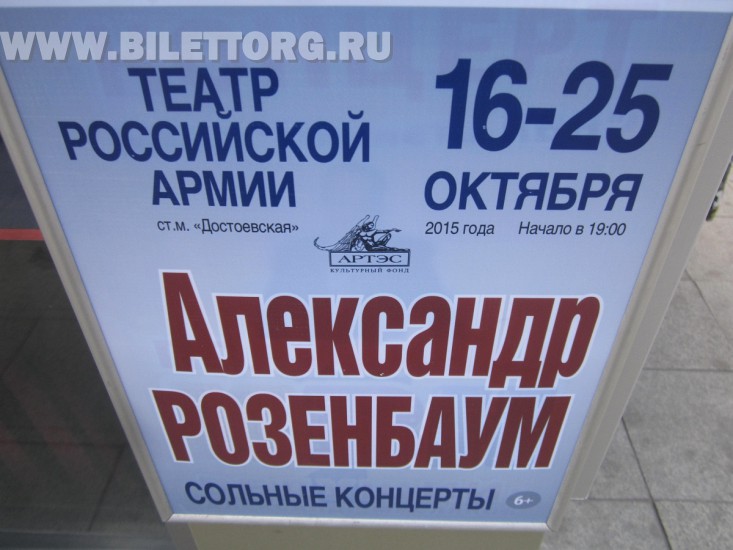 WWW.BILETTORG.RU
ТЕАТР
РОССИЙСКОЙ
АРМИИ
ст.м. «Достоевская»
16-25
ОКТЯБРЯ
2015 года Начало в 19:00
АРТЭС
КУЛЬТУРНЫЙ ФОНД
Александр
РОЗЕНБАУМ
СОЛЬНЫЕ КОНЦЕРТЫ 6+